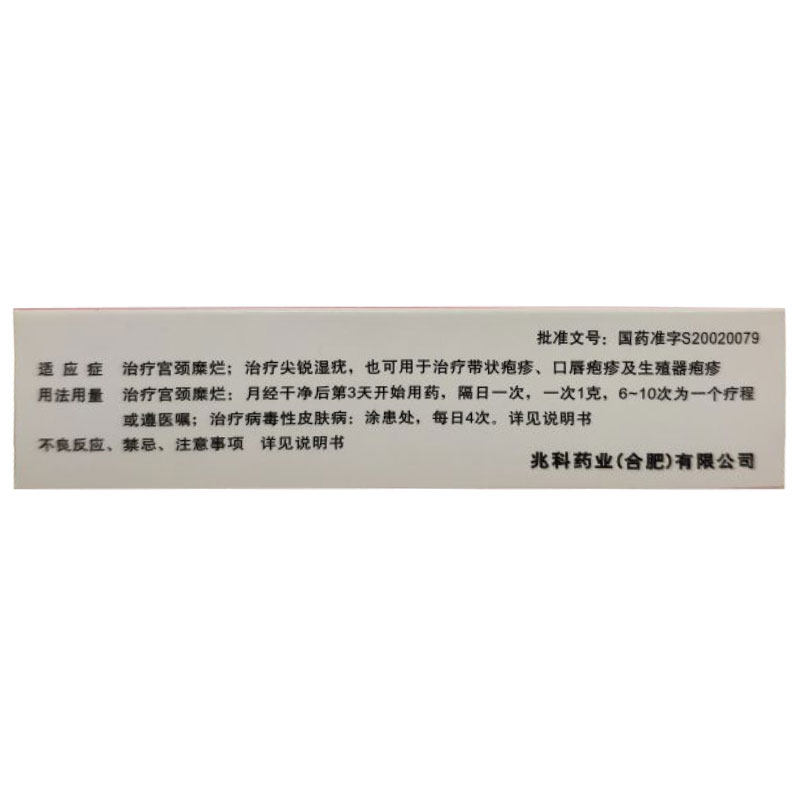 批准文号：国药准字S20020079
适应症 治疗宫颈糜烂；治疗尖锐湿疣，也可用于治疗带状疱疹、口唇疱疹及生殖器疱疹
用法用量 治疗宫颈糜烂：月经干净后第3天开始用药，隔日一次，一次1克，6~10次为一个疗程
或遵医嘱；治疗病毒性皮肤病：涂患处，每日4次。详见说明书
不良反应、禁忌、注意事项 详见说明书
兆科药业(合肥)有限公司